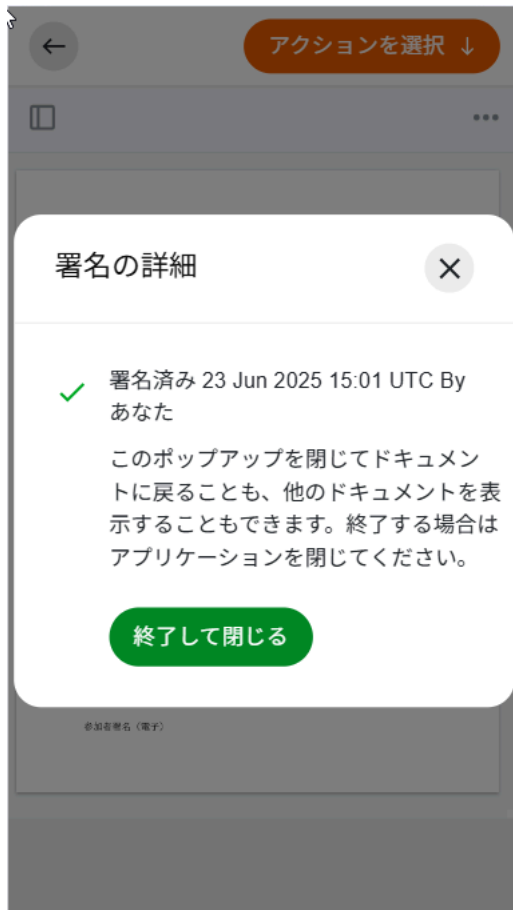 アクションを選択 ↓
署名の詳細
署名済み 23 Jun 2025 15:01 UTC By
あなた
このポップアップを閉じてドキュメン
トに戻ることも、他のドキュメントを表
示することもできます。終了する場合は
アプリケーションを閉じてください。
終了して閉じる
参加者署名（電子）